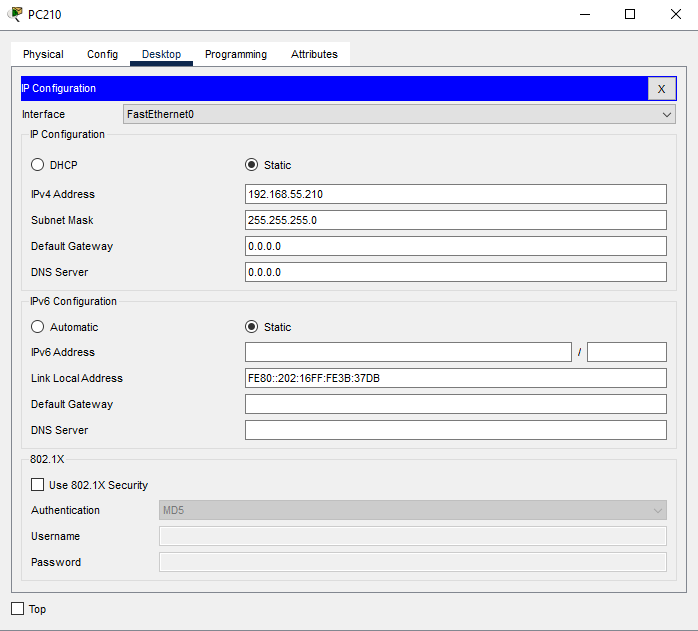 PC210
Physical Config Desktop Programming Attributes
IP Configuration X
Interface FastEthernet0
IP Configuration
DHCP Static
IPv4 Address 192.168.55.210
Subnet Mask 255.255.255.0
Default Gateway 0.0.0.0
DNS Server 0.0.0.0
IPv6 Configuration
Automatic Static
IPv6 Address /
Link Local Address FE80::202:16FF:FE3B:37DB
Default Gateway
DNS Server
802.1X
Use 802.1X Security
Authentication MD5
Username
Password
Top